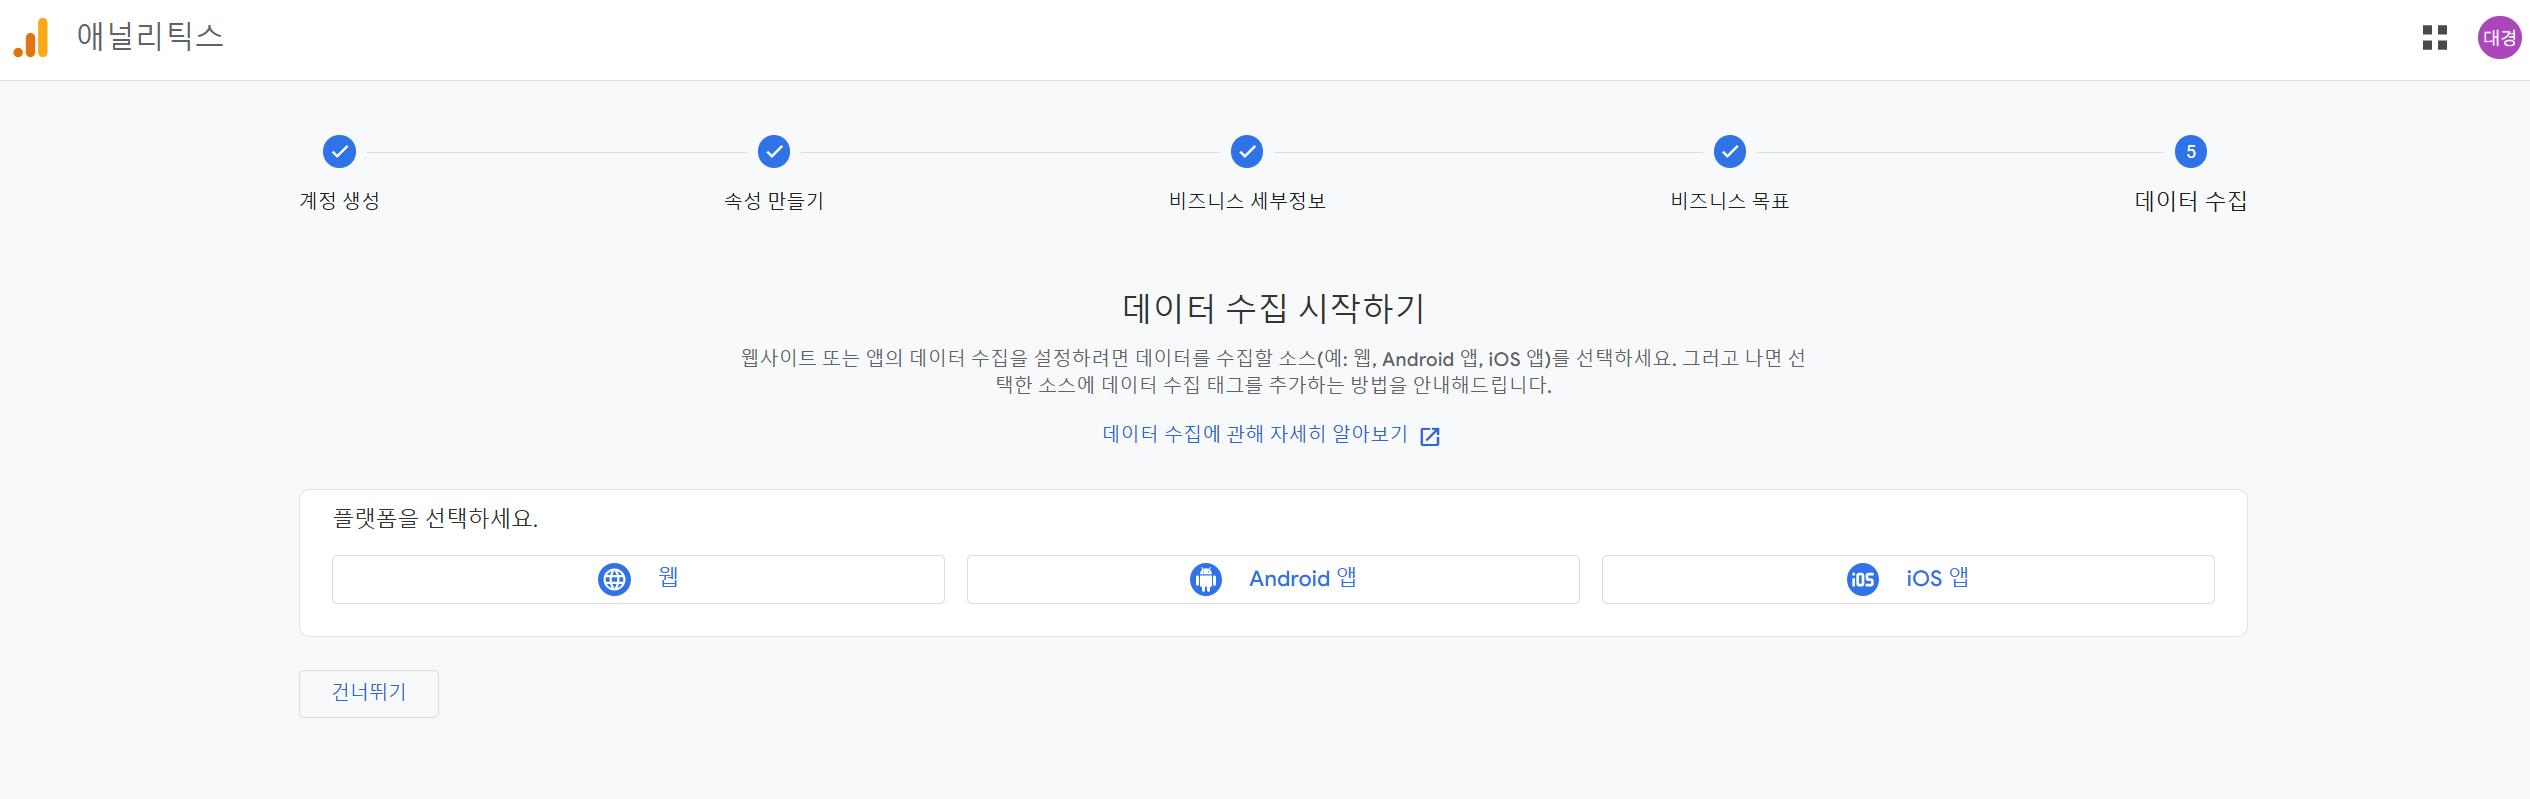 애널리틱스
대경
5
계정 생성
속성 만들기
비즈니스 세부정보
비즈니스 목표
데이터 수집
데이터 수집 시작하기
웹사이트 또는 앱의 데이터 수집을 설정하려면 데이터를 수집할 소스(예: 웹, Android 앱, iOS 앱)를 선택하세요. 그러고 나면 선
택한 소스에 데이터 수집 태그를 추가하는 방법을 안내해드립니다.
데이터 수집에 관해 자세히 알아보기
플랫폼을 선택하세요.
웹
Android 앱
iOS
iOS 앱
건너뛰기